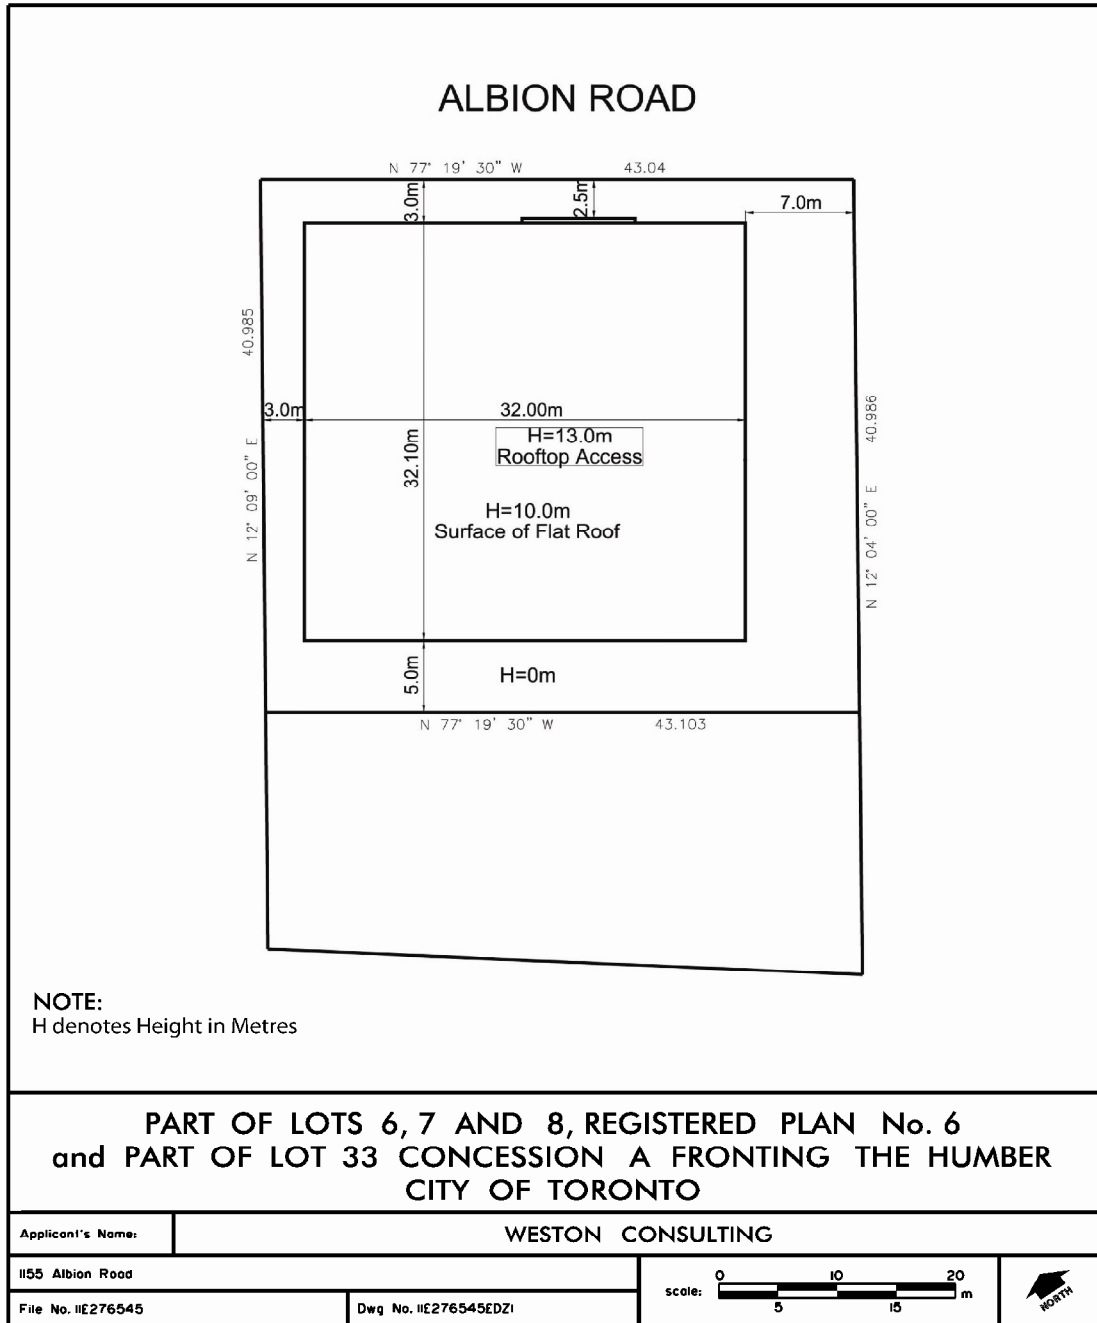 ALBION ROAD
N 77° 19' 30" W 43.04
3.0m
2.5m
7.0m
40.985
N 12° 09' 00" E
3.0m
32.00m
40.986
N 12° 04' 00" E
H=13.0m
Rooftop Access
32.10m
H=10.0m
Surface of Flat Roof
5.0m
H=0m
N 77° 19' 30" W 43.103
NOTE:
H denotes Height in Metres
PART OF LOTS 6, 7 AND 8, REGISTERED PLAN No. 6
and PART OF LOT 33 CONCESSION A FRONTING THE HUMBER
CITY OF TORONTO
Applicant's Name: WESTON CONSULTING
1155 Albion Road
File No. 11E276545 Dwg No. 11E276545EDZ1
scale: 0 5 10 15 20 m
NORTH